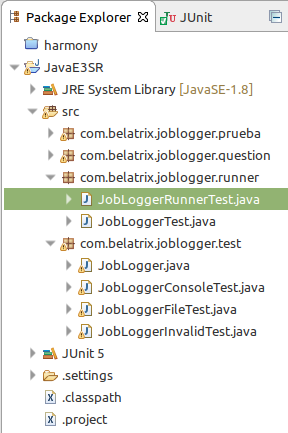 Package Explorer JUnit
harmony
JavaE3SR
JRE System Library [JavaSE-1.8]
src
com.belatrix.joblogger.prueba
com.belatrix.joblogger.question
com.belatrix.joblogger.runner
JobLoggerRunnerTest.java
JobLoggerTest.java
com.belatrix.joblogger.test
JobLogger.java
JobLoggerConsoleTest.java
JobLoggerFileTest.java
JobLoggerInvalidTest.java
JUnit 5
.settings
.classpath
.project